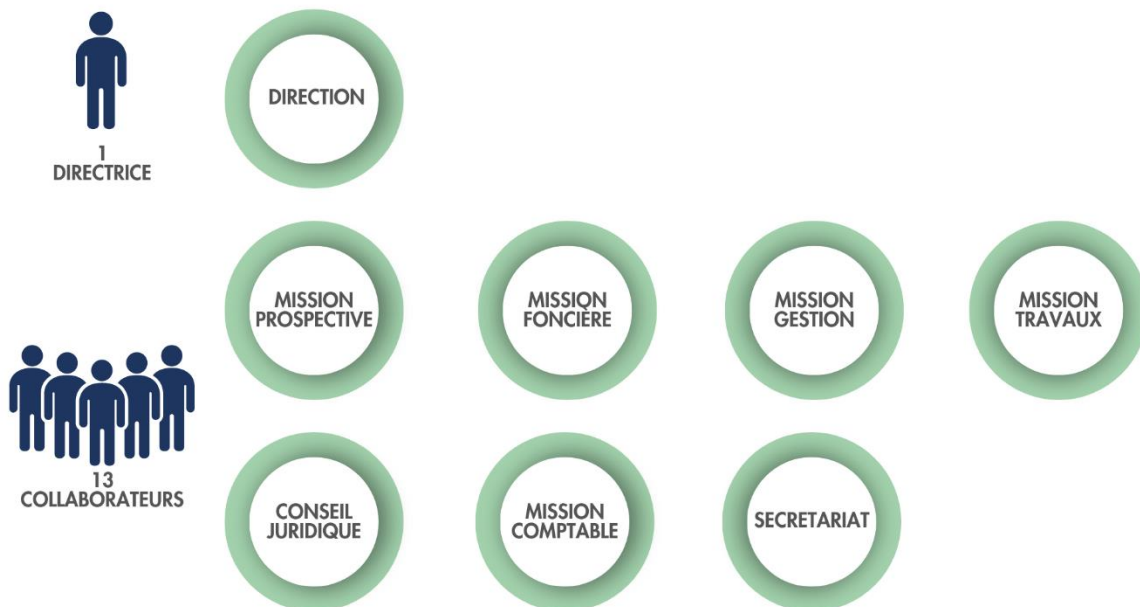 1
DIRECTRICE
DIRECTION
MISSION
PROSPECTIVE
MISSION
FONCIÈRE
MISSION
GESTION
MISSION
TRAVAUX
13
COLLABORATEURS
CONSEIL
JURIDIQUE
MISSION
COMPTABLE
SECRETARIAT